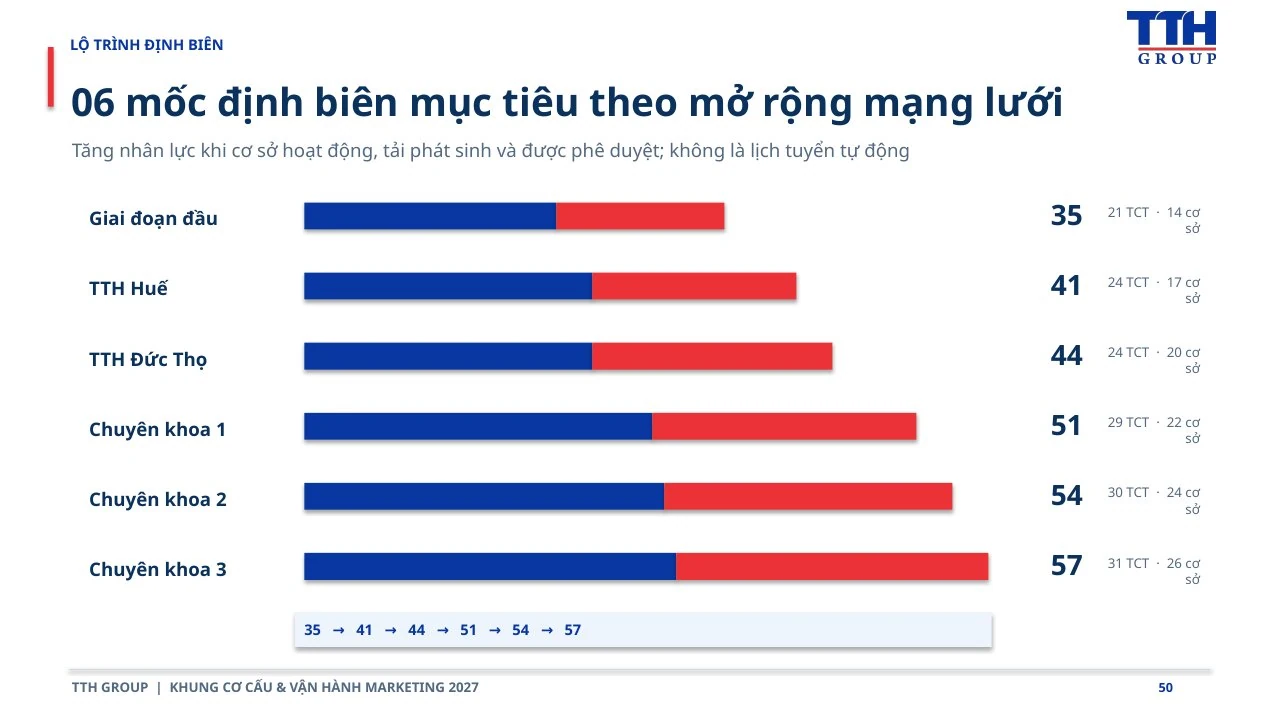 LỘ TRÌNH ĐỊNH BIÊN
TTH
GROUP
06 mốc định biên mục tiêu theo mở rộng mạng lưới
Tăng nhân lực khi cơ sở hoạt động, tải phát sinh và được phê duyệt; không là lịch tuyển tự động
Giai đoạn đầu
35
21 TCT · 14 cơ
sở
TTH Huế
41
24 TCT · 17 cơ
sở
TTH Đức Thọ
44
24 TCT · 20 cơ
sở
Chuyên khoa 1
51
29 TCT · 22 cơ
sở
Chuyên khoa 2
54
30 TCT · 24 cơ
sở
Chuyên khoa 3
57
31 TCT · 26 cơ
sở
35 → 41 → 44 → 51 → 54 → 57
TTH GROUP | KHUNG CƠ CẤU & VẬN HÀNH MARKETING 2027
50